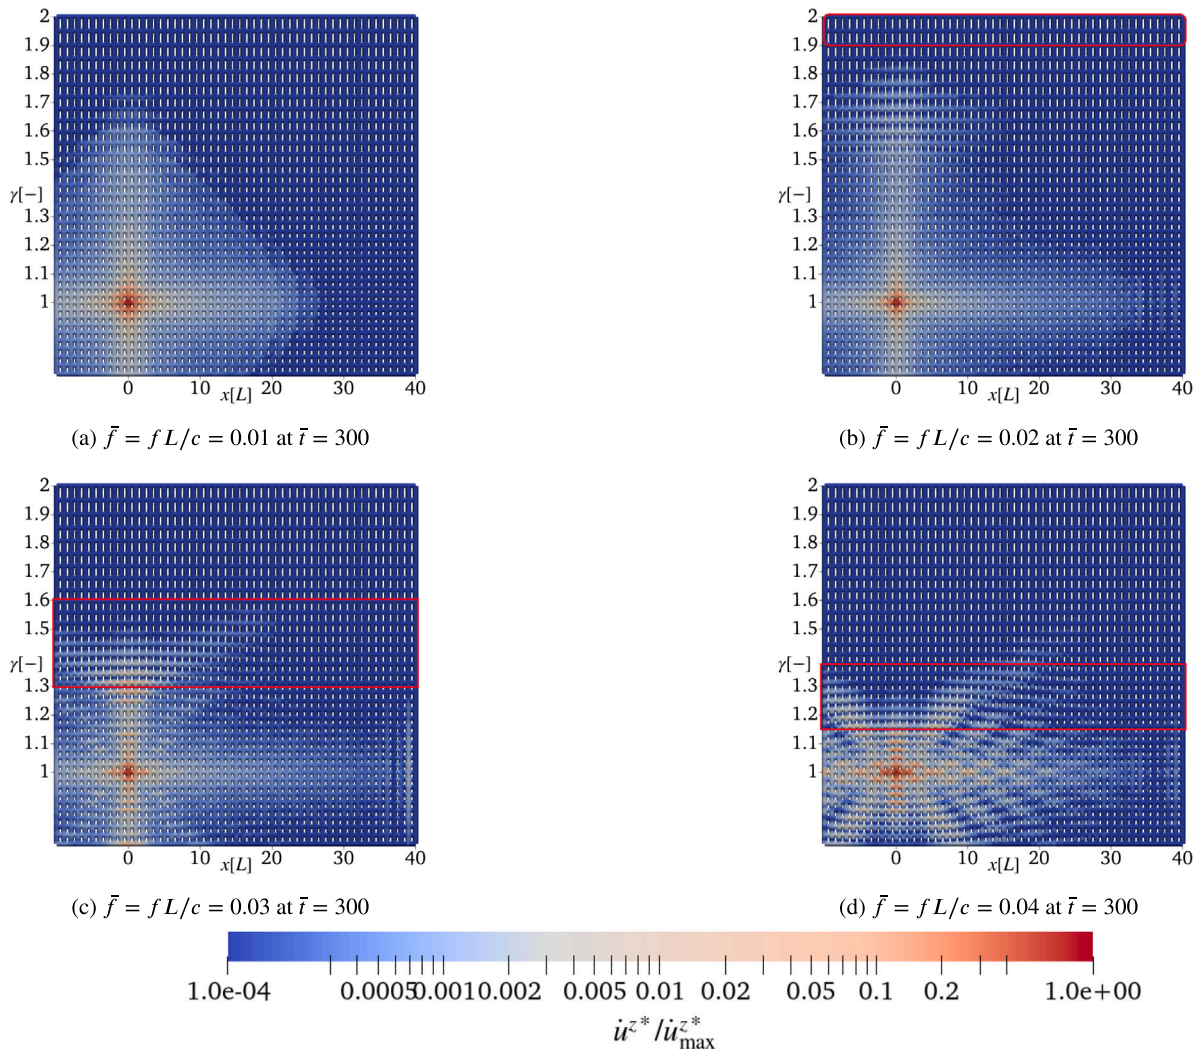 2
1.9
1.8
1.7
1.6
1.5
γ[−]
1.3
1.2
1.1
1
0 10 20 30 40
x[L]
(a) f̄ = f L/c = 0.01 at t̄ = 300
2
1.9
1.8
1.7
1.6
1.5
γ[−]
1.3
1.2
1.1
1
0 10 20 30 40
x[L]
(b) f̄ = f L/c = 0.02 at t̄ = 300
2
1.9
1.8
1.7
1.6
1.5
γ[−]
1.3
1.2
1.1
1
0 10 20 30 40
x[L]
(c) f̄ = f L/c = 0.03 at t̄ = 300
2
1.9
1.8
1.7
1.6
1.5
γ[−]
1.3
1.2
1.1
1
0 10 20 30 40
x[L]
(d) f̄ = f L/c = 0.04 at t̄ = 300
1.0e-04 0.0005 0.001 0.002 0.005 0.01 0.02 0.05 0.1 0.2 1.0e+00
u̇ᶻ*/u̇ᶻ*max